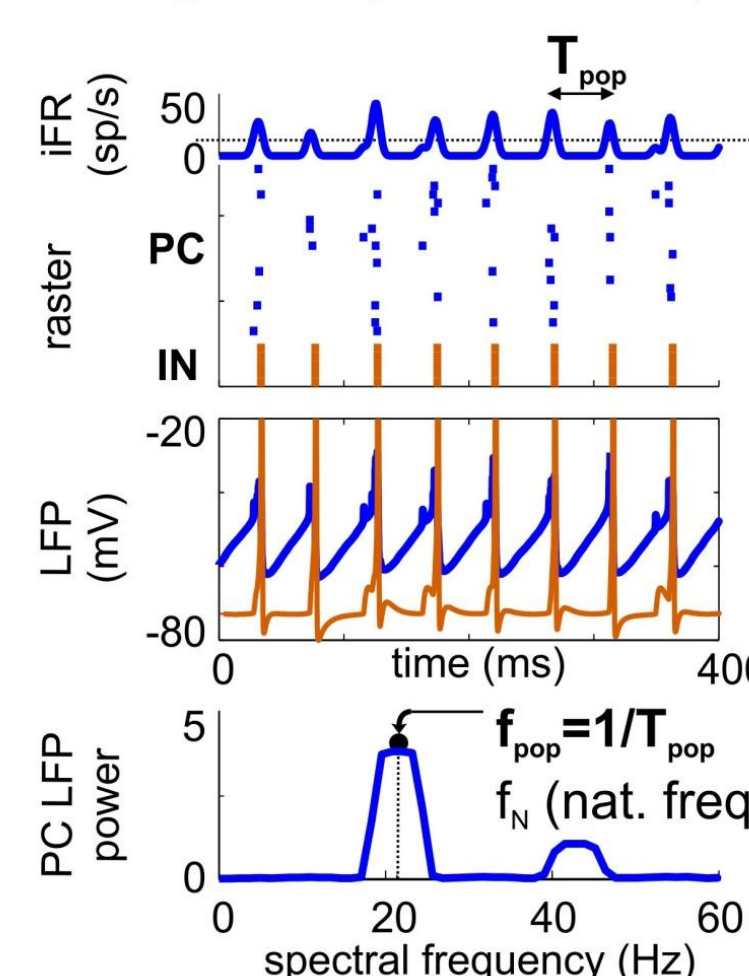 T_pop
iFR
(sp/s)
50
0
raster
PC
IN
LFP
(mV)
-20
-80
0
time (ms)
PC LFP
power
5
0
f_pop=1/T_pop
f_N (nat. freq
0 20 40 60
spectral frequency (Hz)